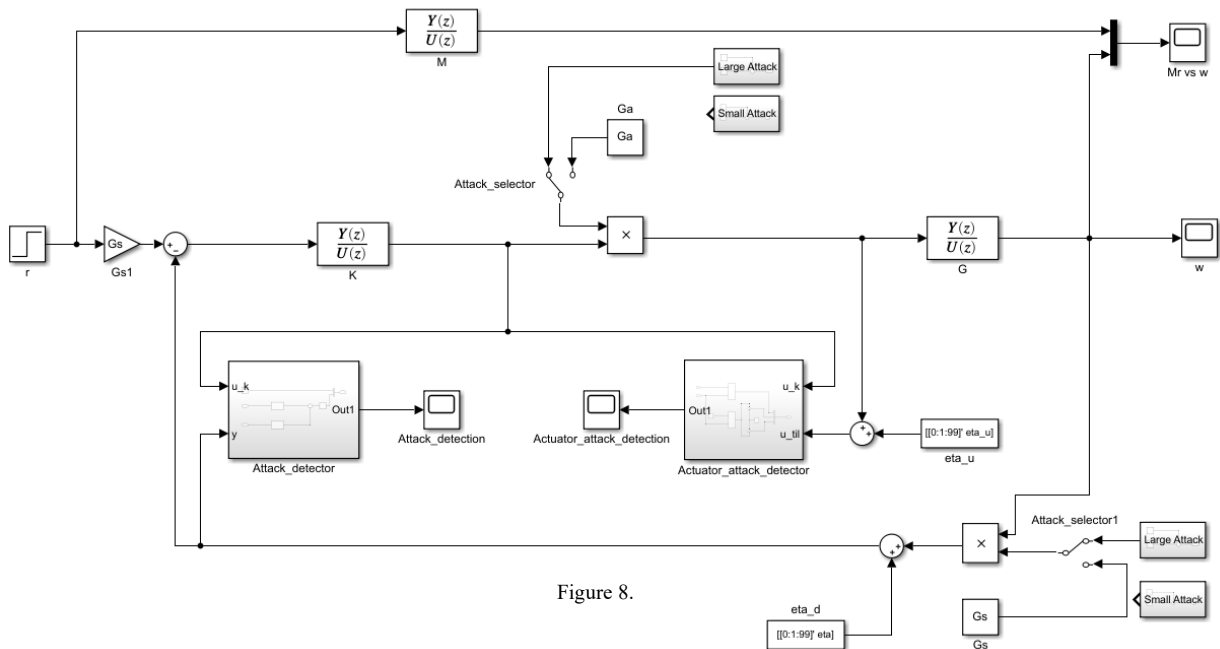 Y(z)
U(z)
M
Mr vs w
Large Attack
Small Attack
Ga
Ga
Attack_selector
r
Gs
Gs1
+
−
Y(z)
U(z)
K
×
Y(z)
U(z)
G
w
u_k
y
Out1
Attack_detector
Attack_detection
Actuator_attack_detection
Out1
u_k
u_til
Actuator_attack_detector
+
+
[[0:1:99]' eta_u]
eta_u
Attack_selector1
Large Attack
Small Attack
×
+
+
Gs
Gs
eta_d
[[0:1:99]' eta]
Figure 8.